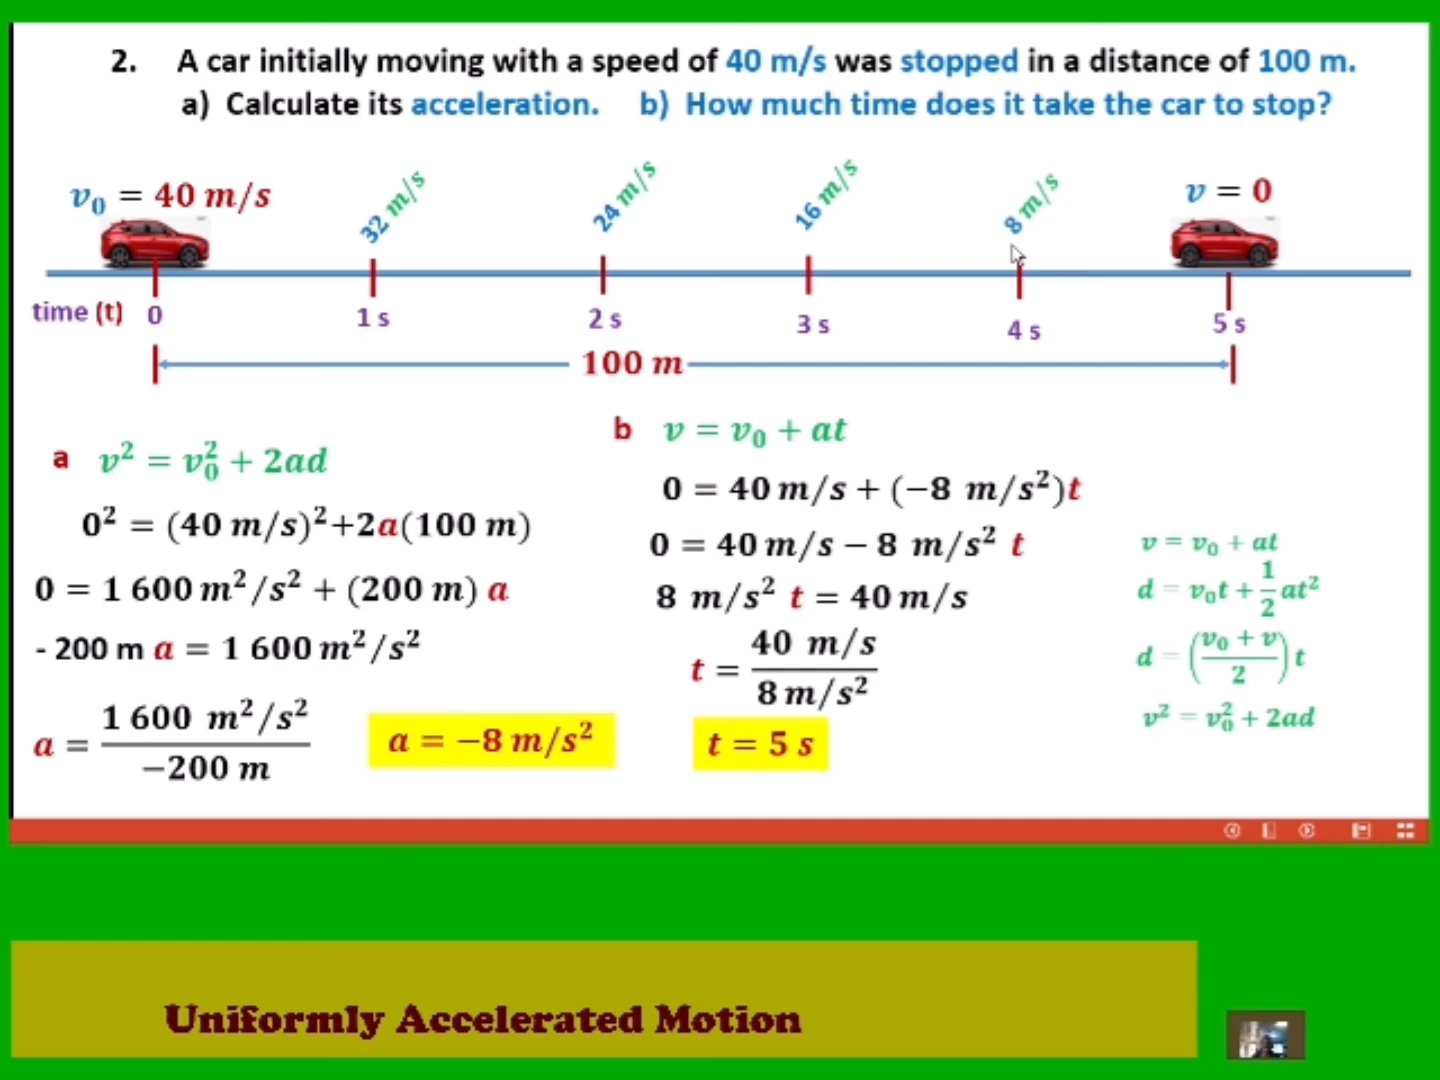 2. A car initially moving with a speed of 40 m/s was stopped in a distance of 100 m.
a) Calculate its acceleration. b) How much time does it take the car to stop?
v₀ = 40 m/s
32 m/s
24 m/s
16 m/s
8 m/s
v = 0
time (t) 0 1 s 2 s 3 s 4 s 5 s
100 m
a v² = v₀² + 2ad
0² = (40 m/s)²+2a(100 m)
0 = 1 600 m²/s² + (200 m) a
- 200 m a = 1 600 m²/s²
a = 1 600 m²/s² / −200 m
a = −8 m/s²
b v = v₀ + at
0 = 40 m/s + (−8 m/s²)t
0 = 40 m/s − 8 m/s² t
8 m/s² t = 40 m/s
t = 40 m/s / 8 m/s²
t = 5 s
v = v₀ + at
d = v₀t + 1/2 at²
d = (v₀ + v / 2) t
v² = v₀² + 2ad
Uniformly Accelerated Motion